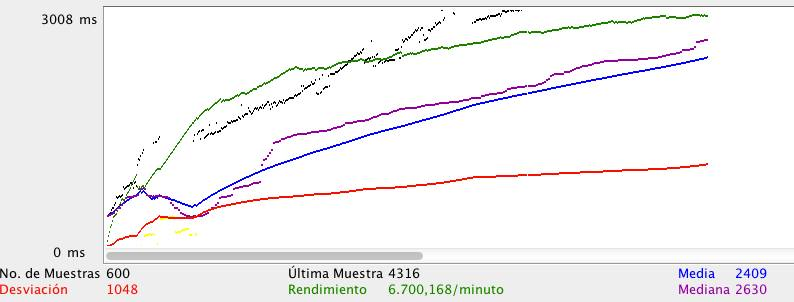 3008 ms
0 ms
No. de Muestras 600 Última Muestra 4316 Media 2409
Desviación 1048 Rendimiento 6.700,168/minuto Mediana 2630